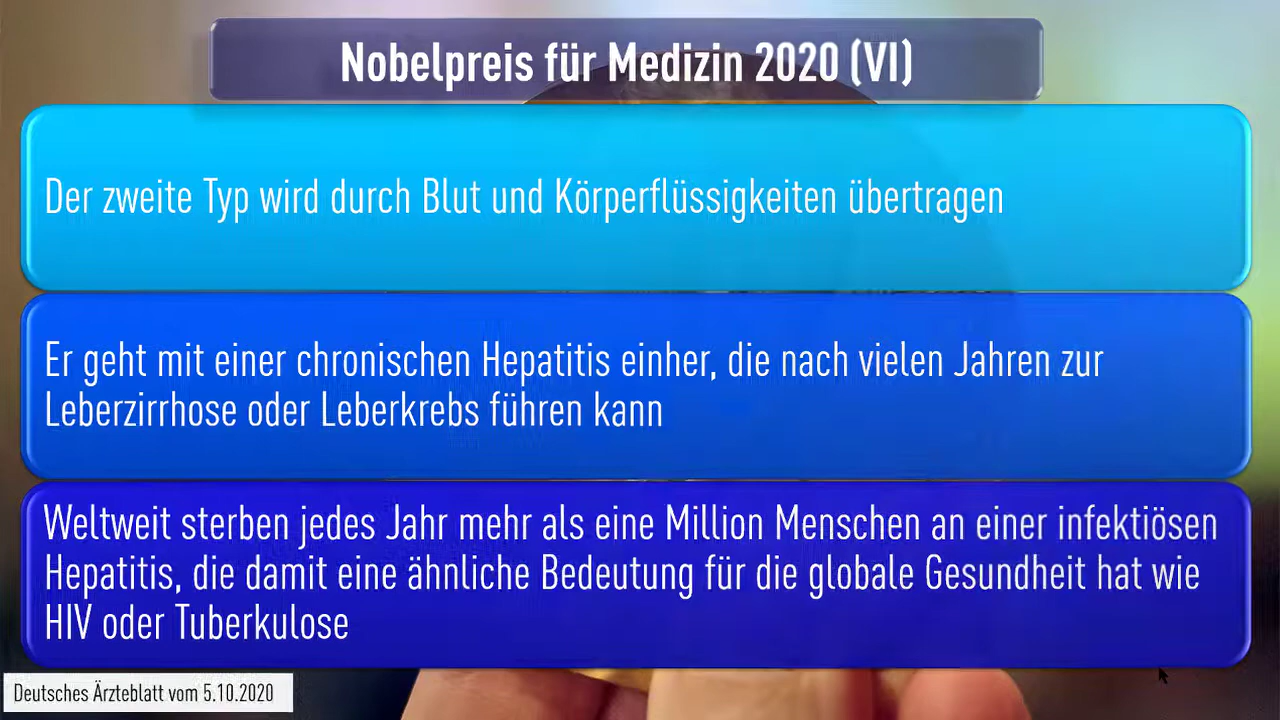 Nobelpreis für Medizin 2020 (VI)
Der zweite Typ wird durch Blut und Körperflüssigkeiten übertragen
Er geht mit einer chronischen Hepatitis einher, die nach vielen Jahren zur
Leberzirrhose oder Leberkrebs führen kann
Weltweit sterben jedes Jahr mehr als eine Million Menschen an einer infektiösen
Hepatitis, die damit eine ähnliche Bedeutung für die globale Gesundheit hat wie
HIV oder Tuberkulose
Deutsches Ärzteblatt vom 5.10.2020